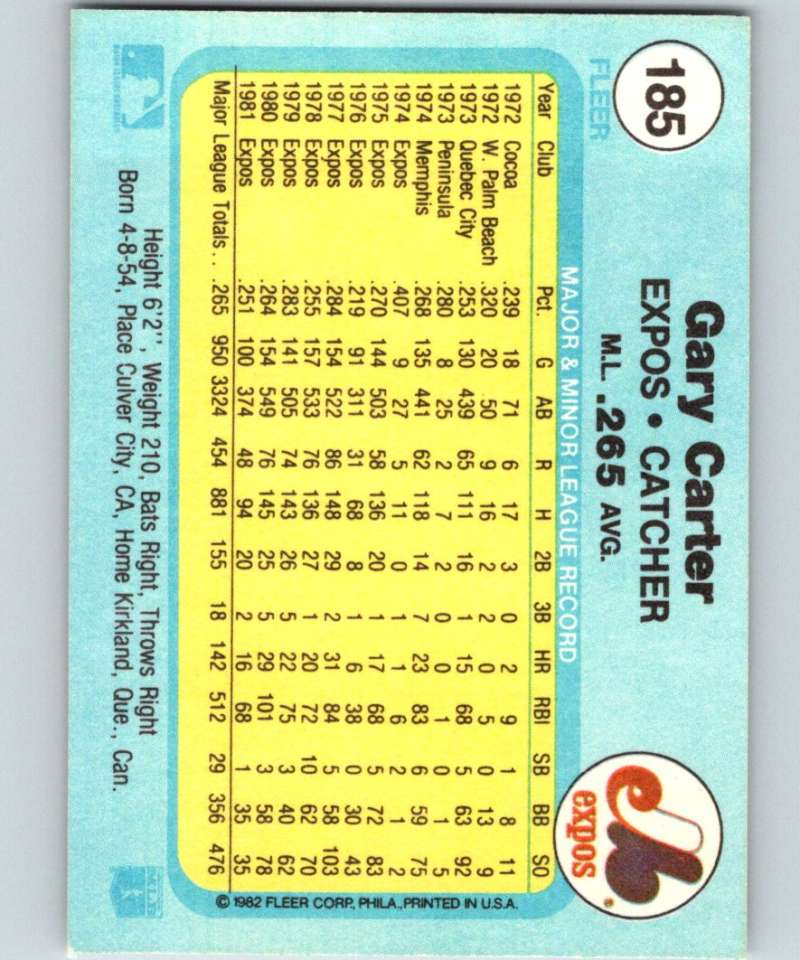 185
FLEER
Gary Carter
EXPOS • CATCHER
M.L. .265 AVG.
expos
MAJOR & MINOR LEAGUE RECORD
Year Club Pct. G AB R H 2B 3B HR RBI SB BB SO
1972 Cocoa .239 18 71 6 17 3 0 2 9 1 8 11
1972 W. Palm Beach .320 20 50 9 16 2 2 0 5 0 13 9
1973 Quebec City .253 130 439 65 111 16 1 15 68 5 63 92
1973 Peninsula .280 8 25 2 7 2 0 0 1 0 1 5
1974 Memphis .268 135 441 62 118 14 7 23 83 6 59 75
1974 Expos .407 9 27 5 11 0 1 1 6 2 1 2
1975 Expos .270 144 503 58 136 20 1 17 68 5 72 83
1976 Expos .219 91 311 31 68 8 1 6 38 0 30 43
1977 Expos .284 154 522 86 148 29 2 31 84 5 58 103
1978 Expos .255 157 533 76 136 27 1 20 72 10 62 70
1979 Expos .283 141 505 74 143 26 5 22 75 3 40 62
1980 Expos .264 154 549 76 145 25 5 29 101 3 58 78
1981 Expos .251 100 374 48 94 20 2 16 68 1 35 35
Major League Totals . . .265 950 3324 454 881 155 18 142 512 29 356 476
© 1982 FLEER CORP., PHILA., PRINTED IN U.S.A.
Height 6'2'', Weight 210, Bats Right, Throws Right
Born 4-8-54, Place Culver City, CA, Home Kirkland, Que., Can.